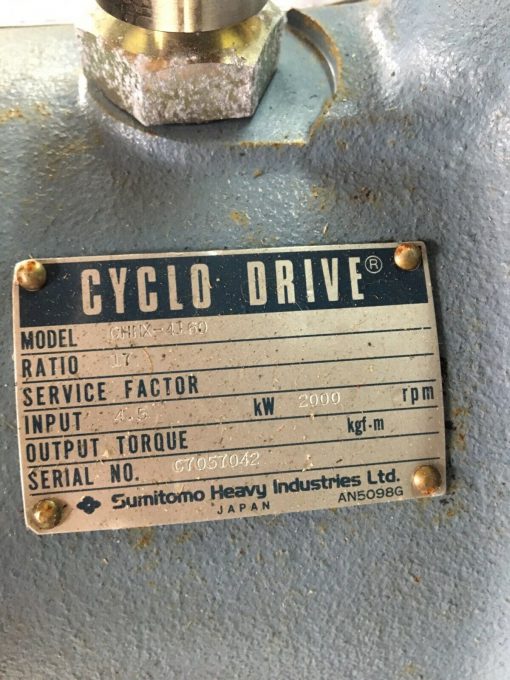 CYCLO DRIVE®
MODEL CHHX-4160
RATIO 17
SERVICE FACTOR
INPUT 4.5 kW 2000 rpm
OUTPUT TORQUE kgf·m
SERIAL NO. C7057042
Sumitomo Heavy Industries Ltd.
JAPAN AN5098G